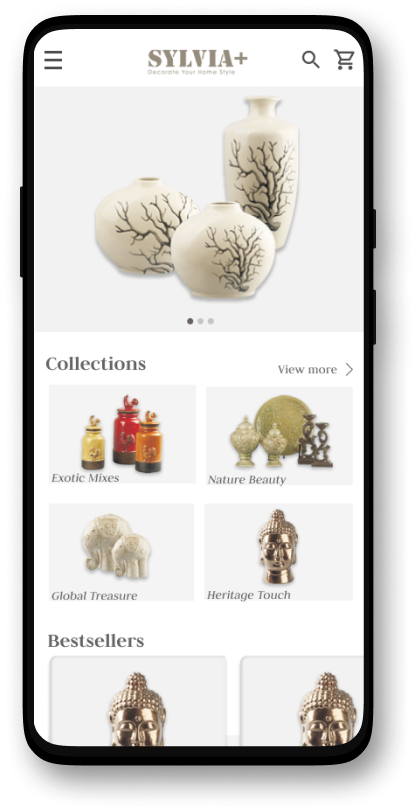 SYLVIA+
Decorate Your Home Style
Collections
View more
Exotic Mixes
Nature Beauty
Global Treasure
Heritage Touch
Bestsellers